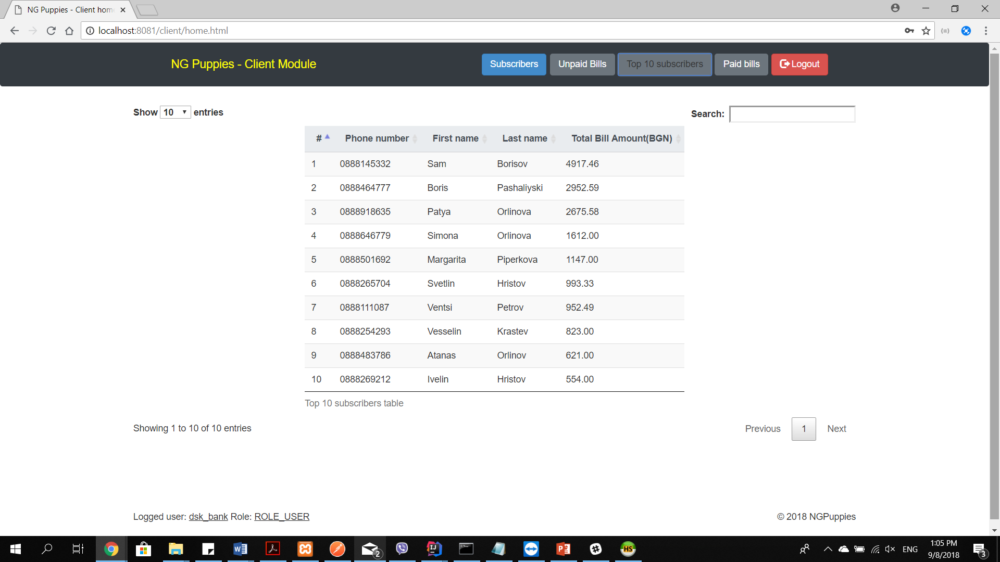 NG Puppies - Client hom
localhost:8081/client/home.html
NG Puppies - Client Module
Subscribers
Unpaid Bills
Top 10 subscribers
Paid bills
Logout
Show 10 entries
Search:
# Phone number First name Last name Total Bill Amount(BGN)
1 0888145332 Sam Borisov 4917.46
2 0888464777 Boris Pashaliyski 2952.59
3 0888918635 Patya Orlinova 2675.58
4 0888646779 Simona Orlinova 1612.00
5 0888501692 Margarita Piperkova 1147.00
6 0888265704 Svetlin Hristov 993.33
7 0888111087 Ventsi Petrov 952.49
8 0888254293 Vesselin Krastev 823.00
9 0888483786 Atanas Orlinov 621.00
10 0888269212 Ivelin Hristov 554.00
Top 10 subscribers table
Showing 1 to 10 of 10 entries
Previous 1 Next
Logged user: dsk_bank Role: ROLE_USER
© 2018 NGPuppies
2
HS
ENG
1:05 PM
9/8/2018
3